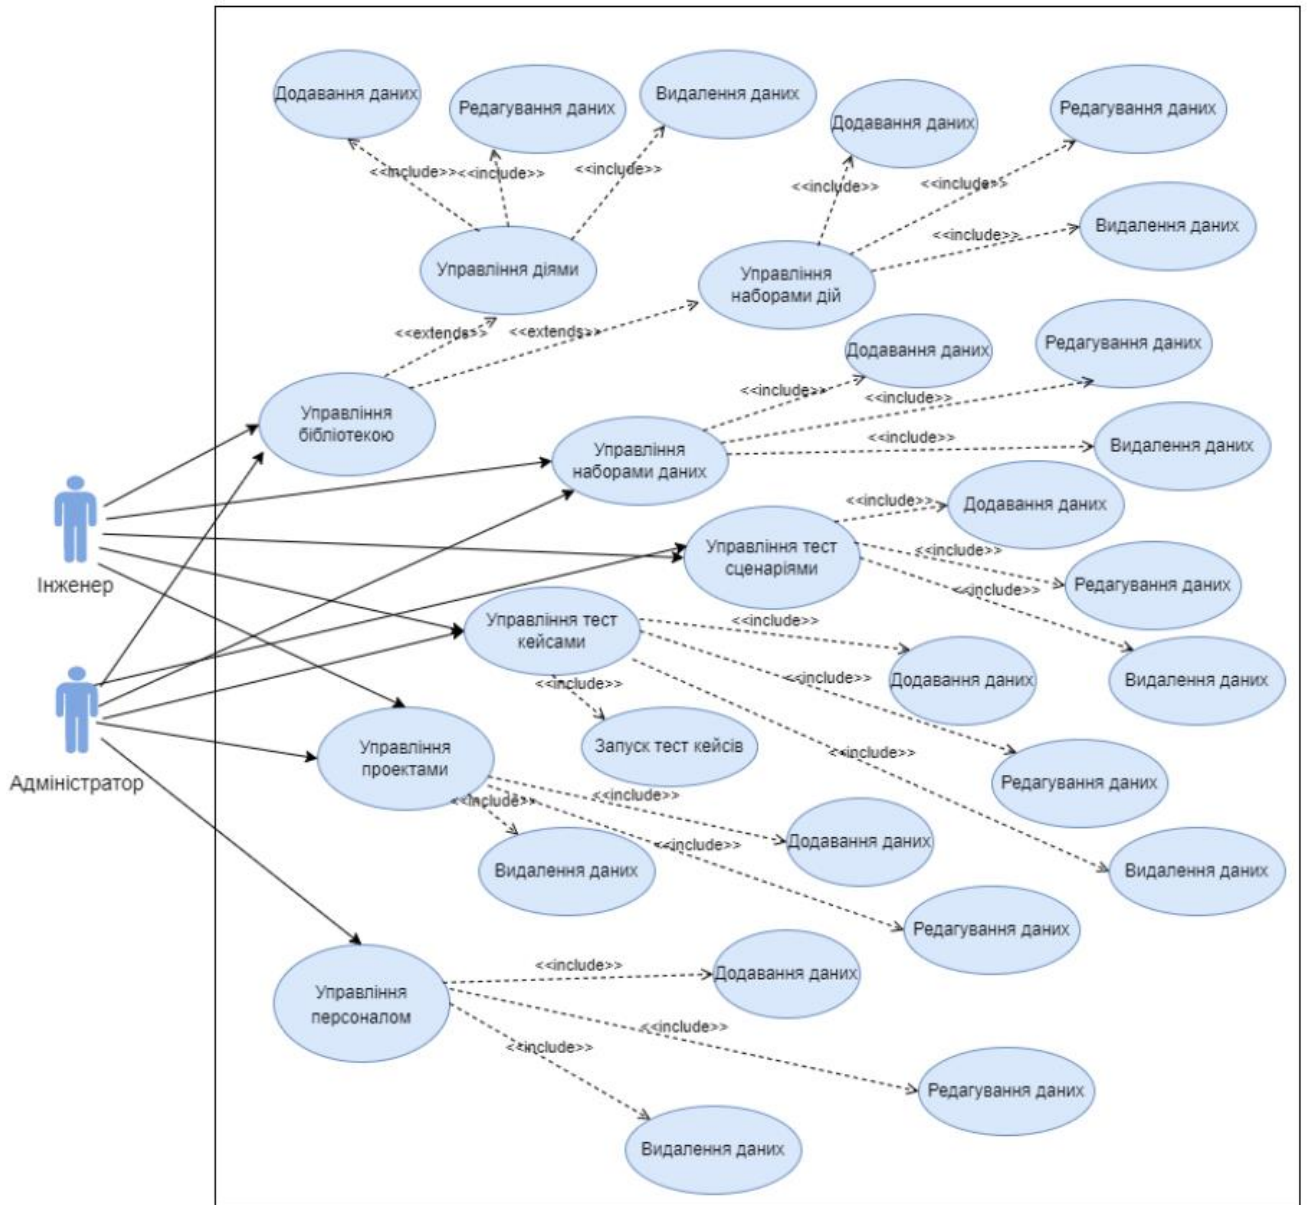 Додавання даних
Редагування даних
Видалення даних
Додавання даних
Редагування даних
<<include>>
<<include>>
<<include>>
<<include>>
<<include>>
Видалення даних
<<include>>
Управління діями
Управління
наборами дій
<<extends>>
<<extends>>
Додавання даних
Редагування даних
<<include>>
<<include>>
Управління
бібліотекою
Управління
наборами даних
<<include>>
Видалення даних
<<include>>
Додавання даних
Управління тест
сценаріями
<<include>>
Редагування даних
<<include>>
Інженер
Управління тест
кейсами
<<include>>
Додавання даних
Видалення даних
<<include>>
<<include>>
Управління
проектами
Запуск тест кейсів
<<include>>
Редагування даних
Адміністратор
<<include>>
<<include>>
Додавання даних
<<include>>
Видалення даних
Видалення даних
Редагування даних
<<include>>
Додавання даних
Управління
персоналом
<<include>>
<<include>>
Редагування даних
Видалення даних